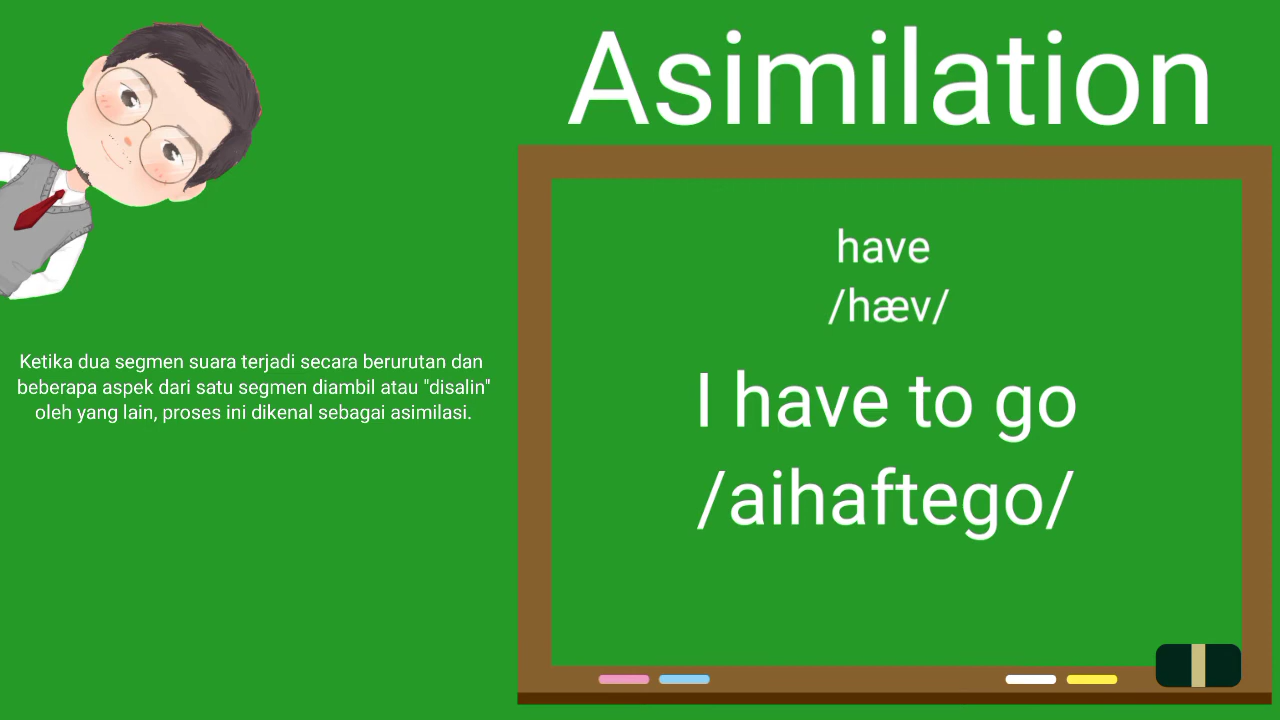 Asimilation
have
/hæv/
I have to go
/aihaftego/
Ketika dua segmen suara terjadi secara berurutan dan
beberapa aspek dari satu segmen diambil atau "disalin"
oleh yang lain, proses ini dikenal sebagai asimilasi.